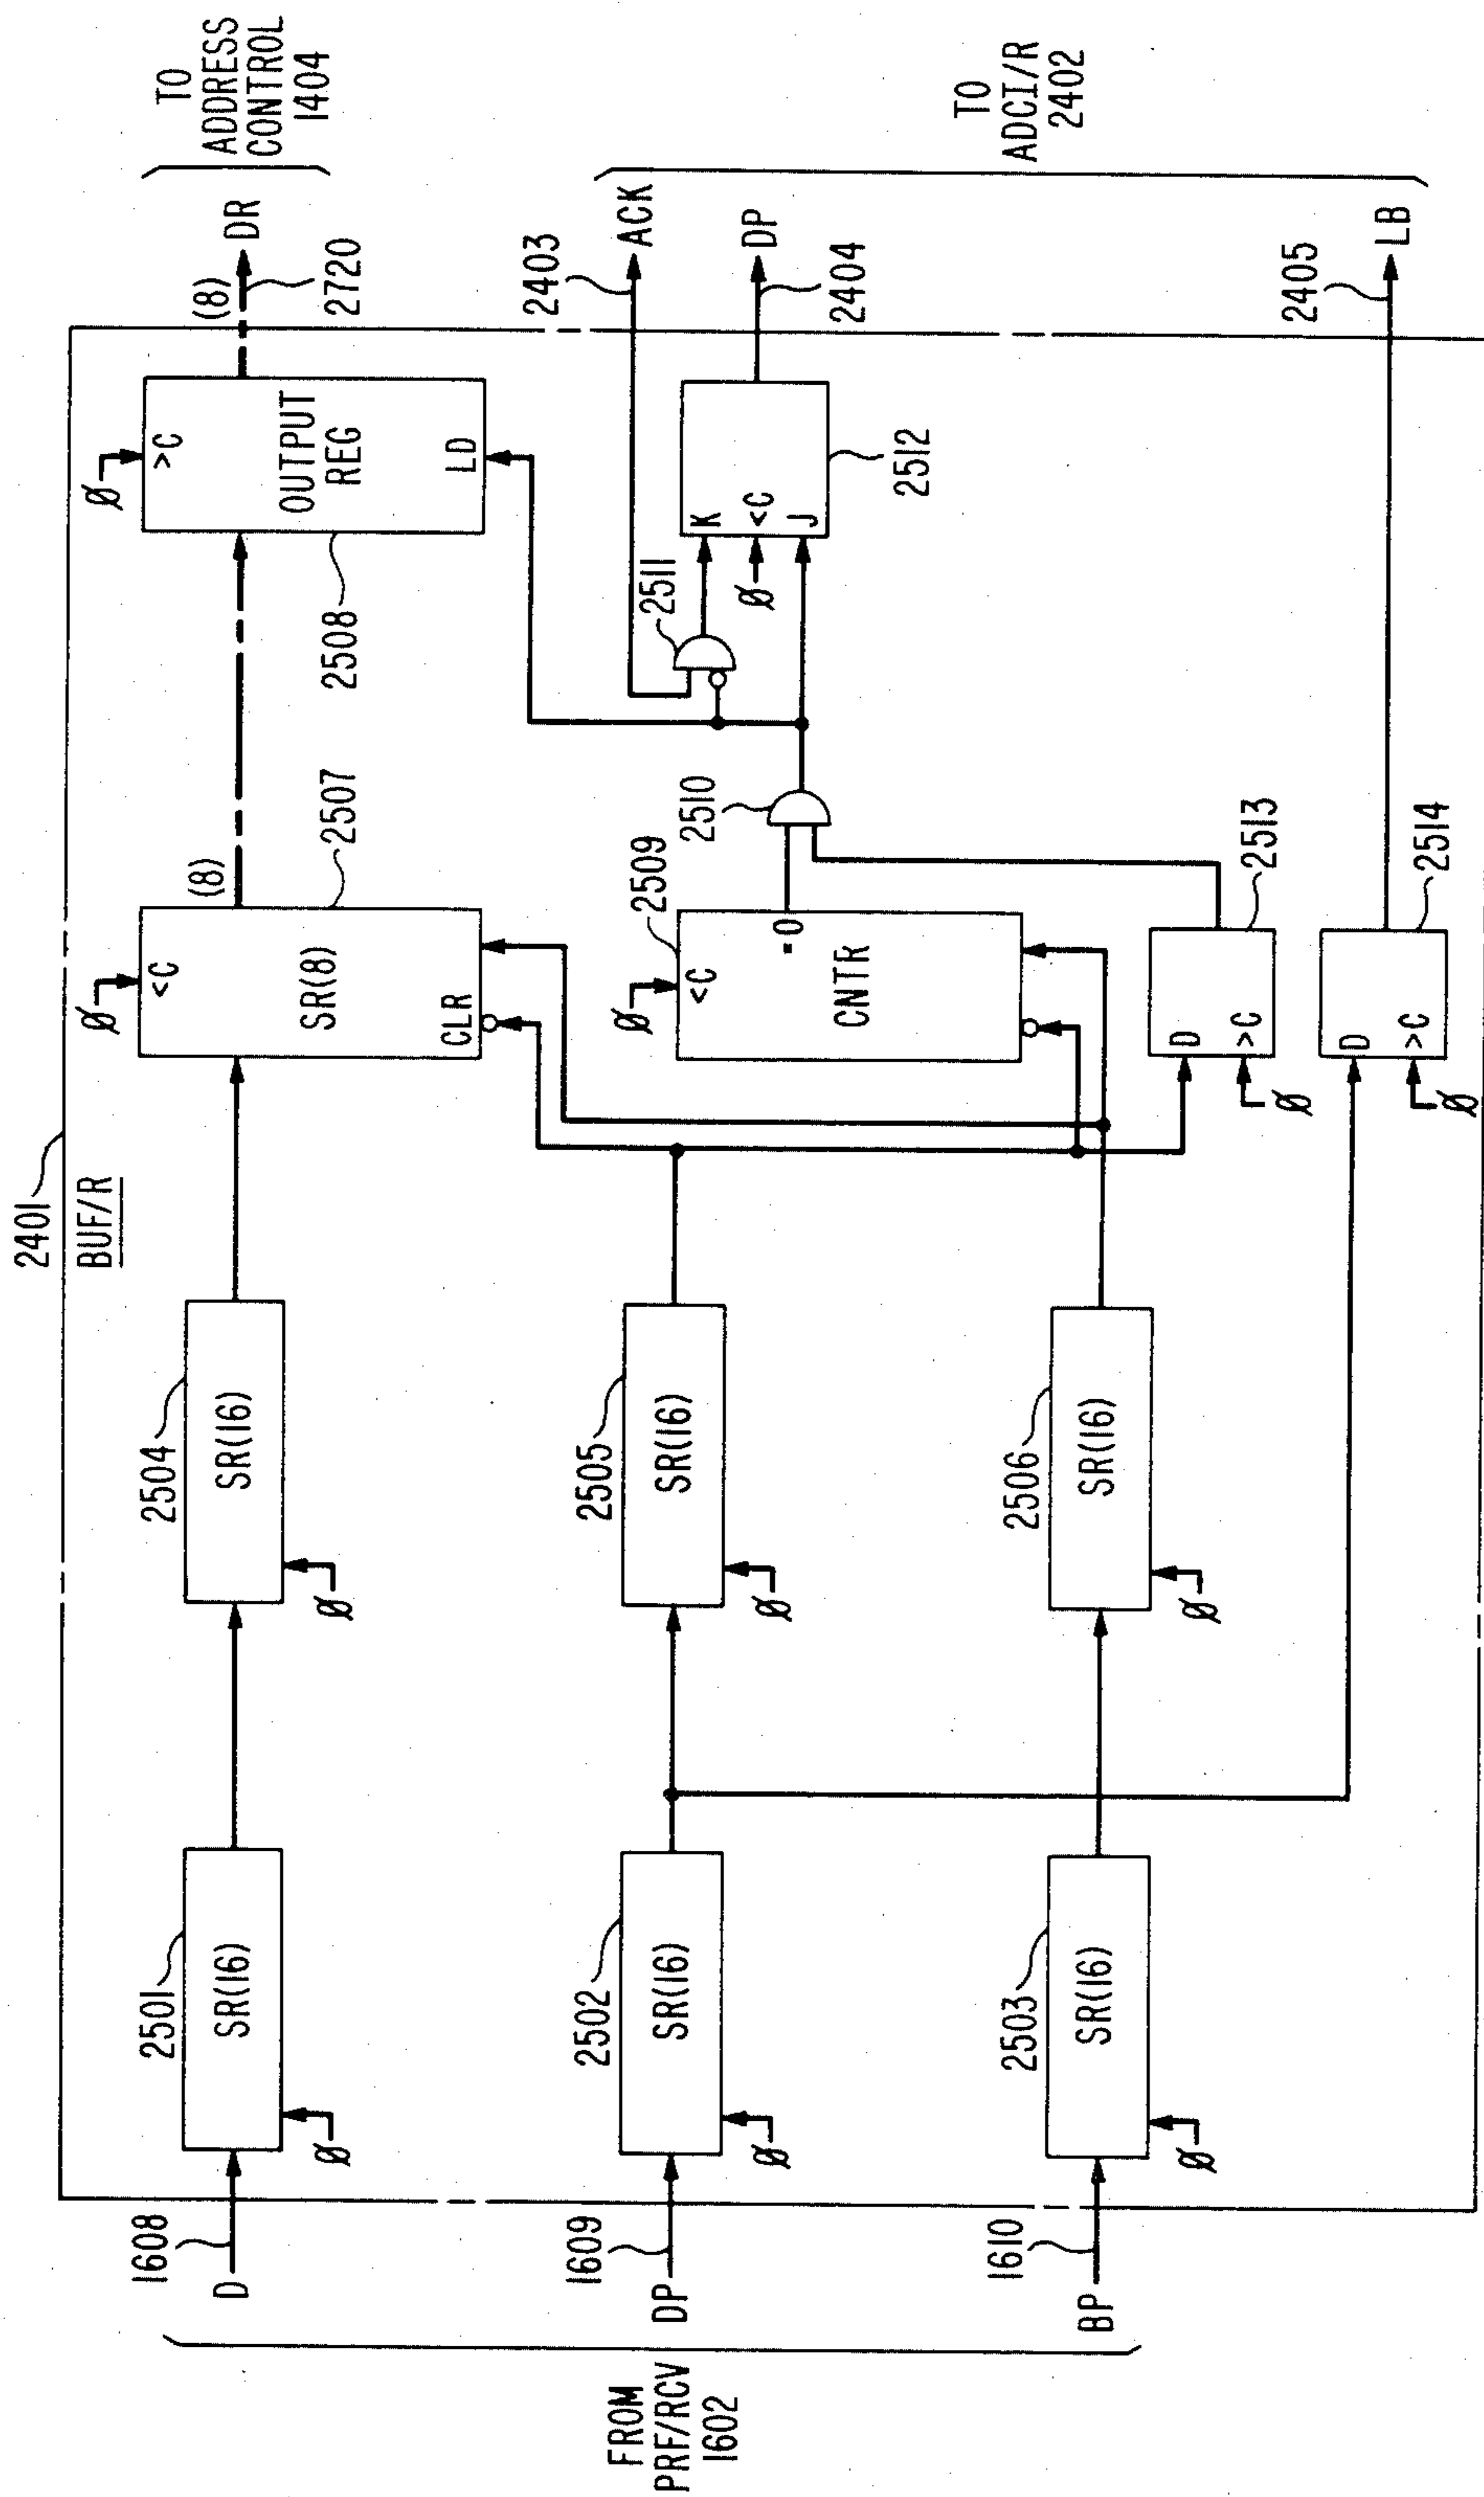 2401
BUF/R
FROM
PRF/RCV
1602
D
1608
2501
SR(16)
Ø
2504
SR(16)
Ø
Ø
<C
SR(8)
CLR
2507
(8)
Ø
>C
OUTPUT
REG
LD
2508
(8)
DR
2720
TO
ADDRESS
CONTROL
1404
DP
1609
2502
SR(16)
Ø
2505
SR(16)
Ø
2509
Ø
<C
CNTR
=0
2510
2511
K
<C
J
Ø
2512
2403
ACK
DP
2404
TO
ADCI/R
2402
BP
1610
2503
SR(16)
Ø
2506
SR(16)
Ø
D
>C
Ø
2513
D
>C
Ø
2514
2405
LB